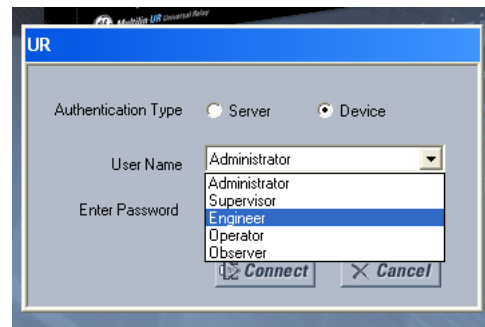 Multilin UR Universal Relay
UR
Authentication Type Server Device
User Name Administrator
Administrator
Supervisor
Enter Password
Engineer
Operator
Observer
Connect Cancel